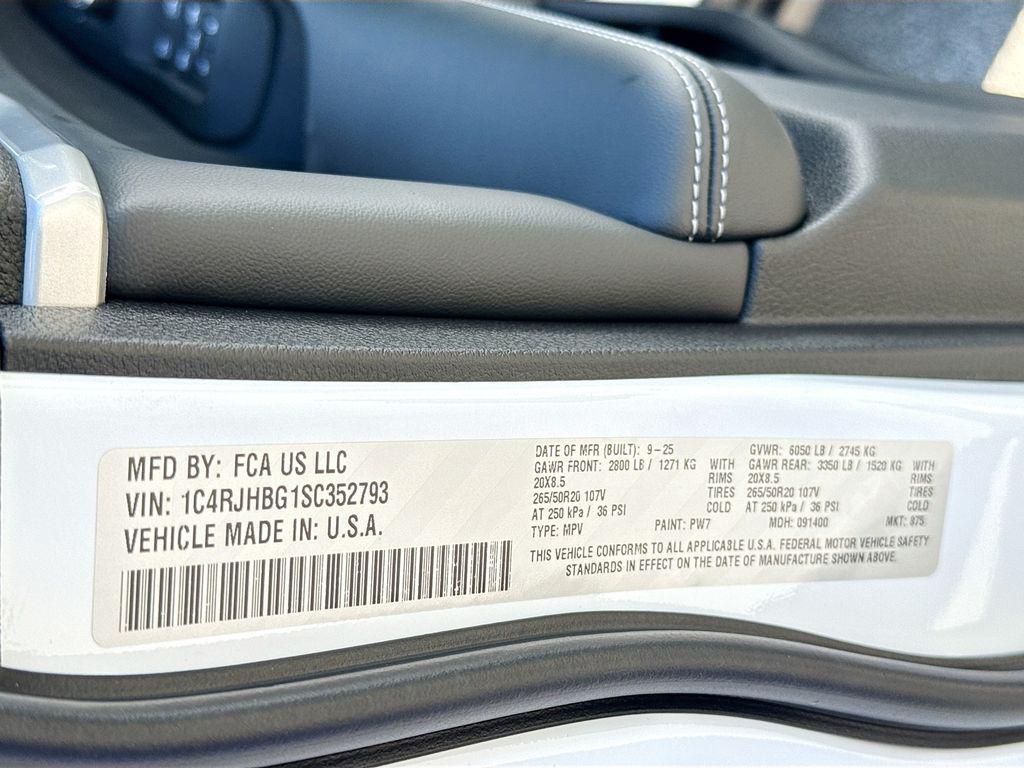 MFD BY: FCA US LLC
VIN: 1C4RJHBG1SC352793
VEHICLE MADE IN: U.S.A.
DATE OF MFR (BUILT): 9-25
GAWR FRONT: 2800 LB / 1271 KG WITH
20X8.5 RIMS
265/50R20 107V TIRES
AT 250 kPa / 36 PSI COLD
TYPE: MPV
GVWR: 6050 LB / 2745 KG
GAWR REAR: 3350 LB / 1520 KG WITH
20X8.5 RIMS
265/50R20 107V TIRES
AT 250 kPa / 36 PSI COLD
PAINT: PW7 MDH: 091400 MKT: 875
THIS VEHICLE CONFORMS TO ALL APPLICABLE U.S.A. FEDERAL MOTOR VEHICLE SAFETY
STANDARDS IN EFFECT ON THE DATE OF MANUFACTURE SHOWN ABOVE.